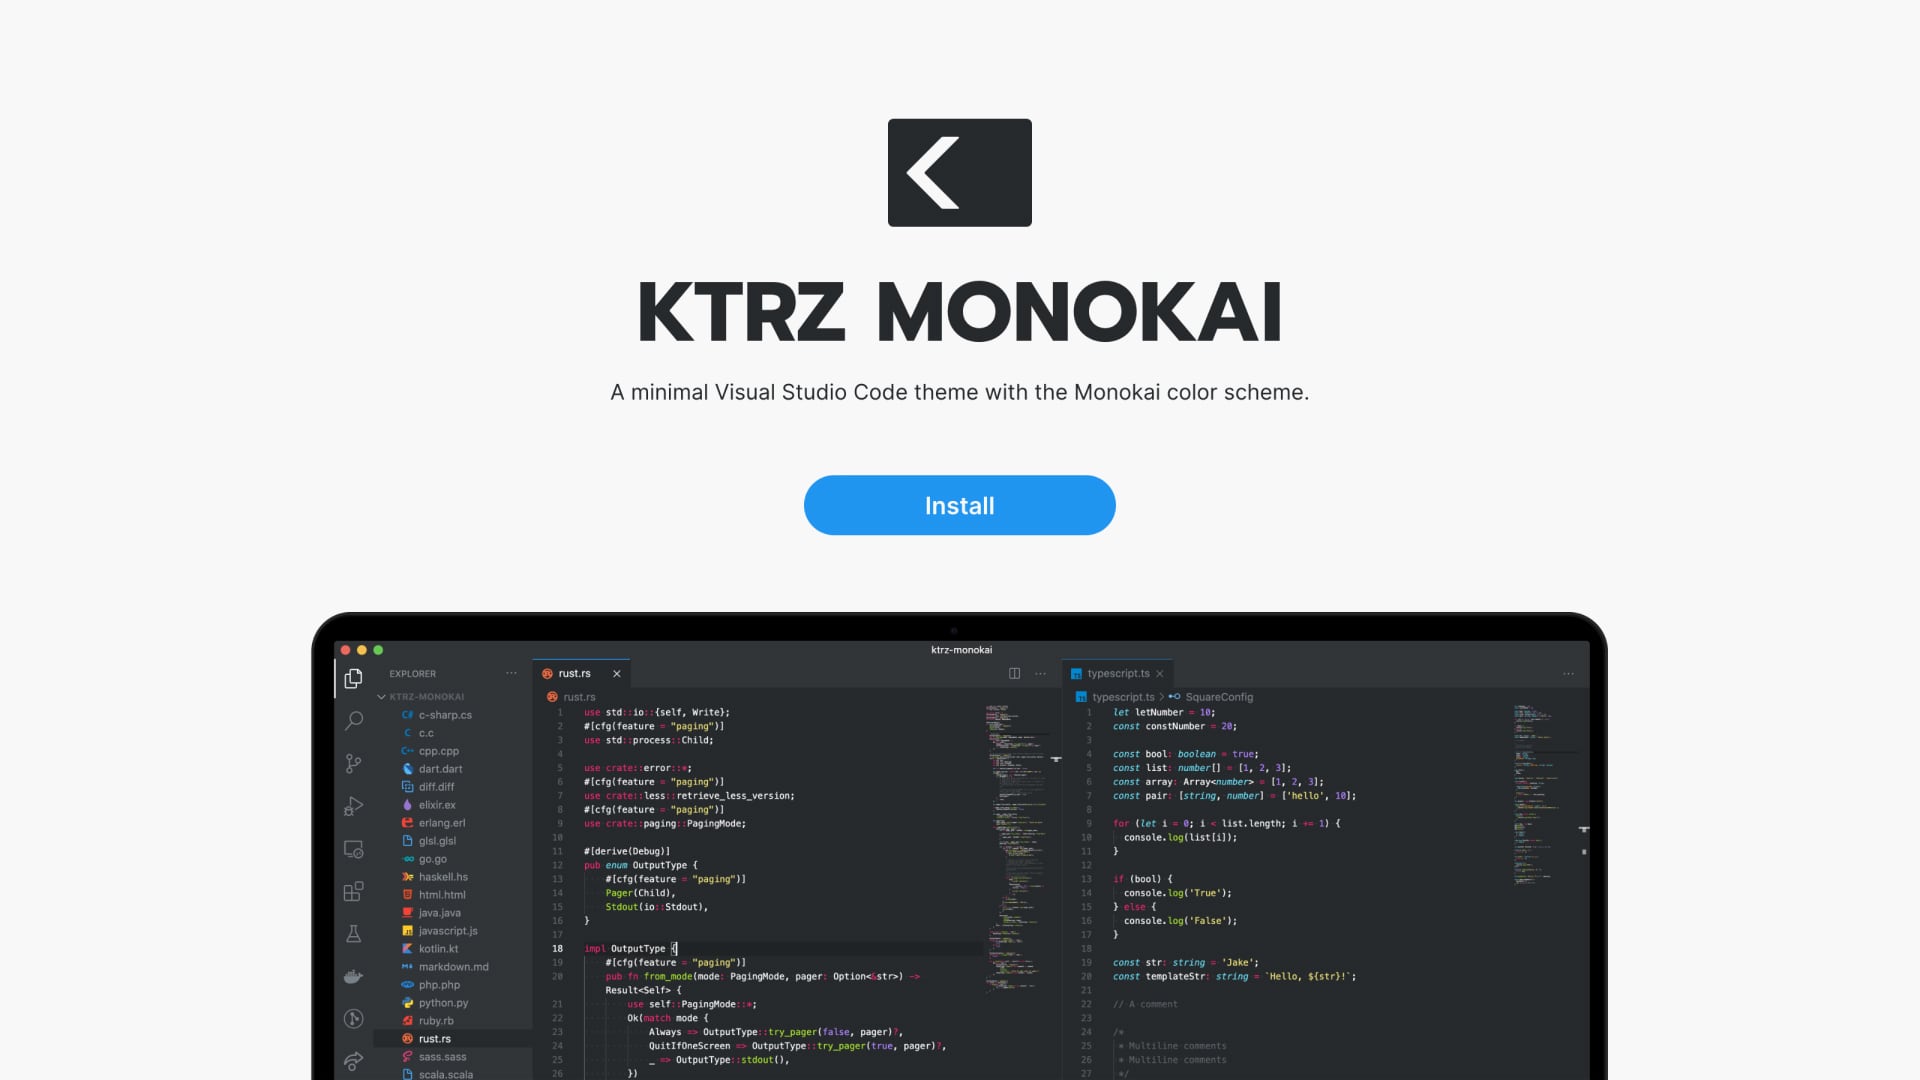 KTRZ MONOKAI
A minimal Visual Studio Code theme with the Monokai color scheme.
Install
ktrz-monokai
EXPLORER
KTRZ-MONOKAI
c-sharp.cs
c.c
cpp.cpp
dart.dart
diff.diff
elixir.ex
erlang.erl
glsl.glsl
go.go
haskell.hs
html.html
java.java
javascript.js
kotlin.kt
markdown.md
php.php
python.py
ruby.rb
rust.rs
sass.sass
scala.scala
rust.rs
rust.rs
1 use std::io::{self, Write};
2 #[cfg(feature = "paging")]
3 use std::process::Child;
4
5 use crate::error::*;
6 #[cfg(feature = "paging")]
7 use crate::less::retrieve_less_version;
8 #[cfg(feature = "paging")]
9 use crate::paging::PagingMode;
10
11 #[derive(Debug)]
12 pub enum OutputType {
13 #[cfg(feature = "paging")]
14 Pager(Child),
15 Stdout(io::Stdout),
16 }
17
18 impl OutputType {
19 #[cfg(feature = "paging")]
20 pub fn from_mode(mode: PagingMode, pager: Option<&str>) ->
Result<Self> {
21 use self::PagingMode::*;
22 Ok(match mode {
23 Always => OutputType::try_pager(false, pager)?,
24 QuitIfOneScreen => OutputType::try_pager(true, pager)?,
25 _ => OutputType::stdout(),
26 })
typescript.ts
typescript.ts > SquareConfig
1 let letNumber = 10;
2 const constNumber = 20;
3
4 const bool: boolean = true;
5 const list: number[] = [1, 2, 3];
6 const array: Array<number> = [1, 2, 3];
7 const pair: [string, number] = ['hello', 10];
8
9 for (let i = 0; i < list.length; i += 1) {
10 console.log(list[i]);
11 }
12
13 if (bool) {
14 console.log('True');
15 } else {
16 console.log('False');
17 }
18
19 const str: string = 'Jake';
20 const templateStr: string = `Hello, ${str}!`;
21
22 // A comment
23
24 /*
25 * Multiline comments
26 * Multiline comments
27 */